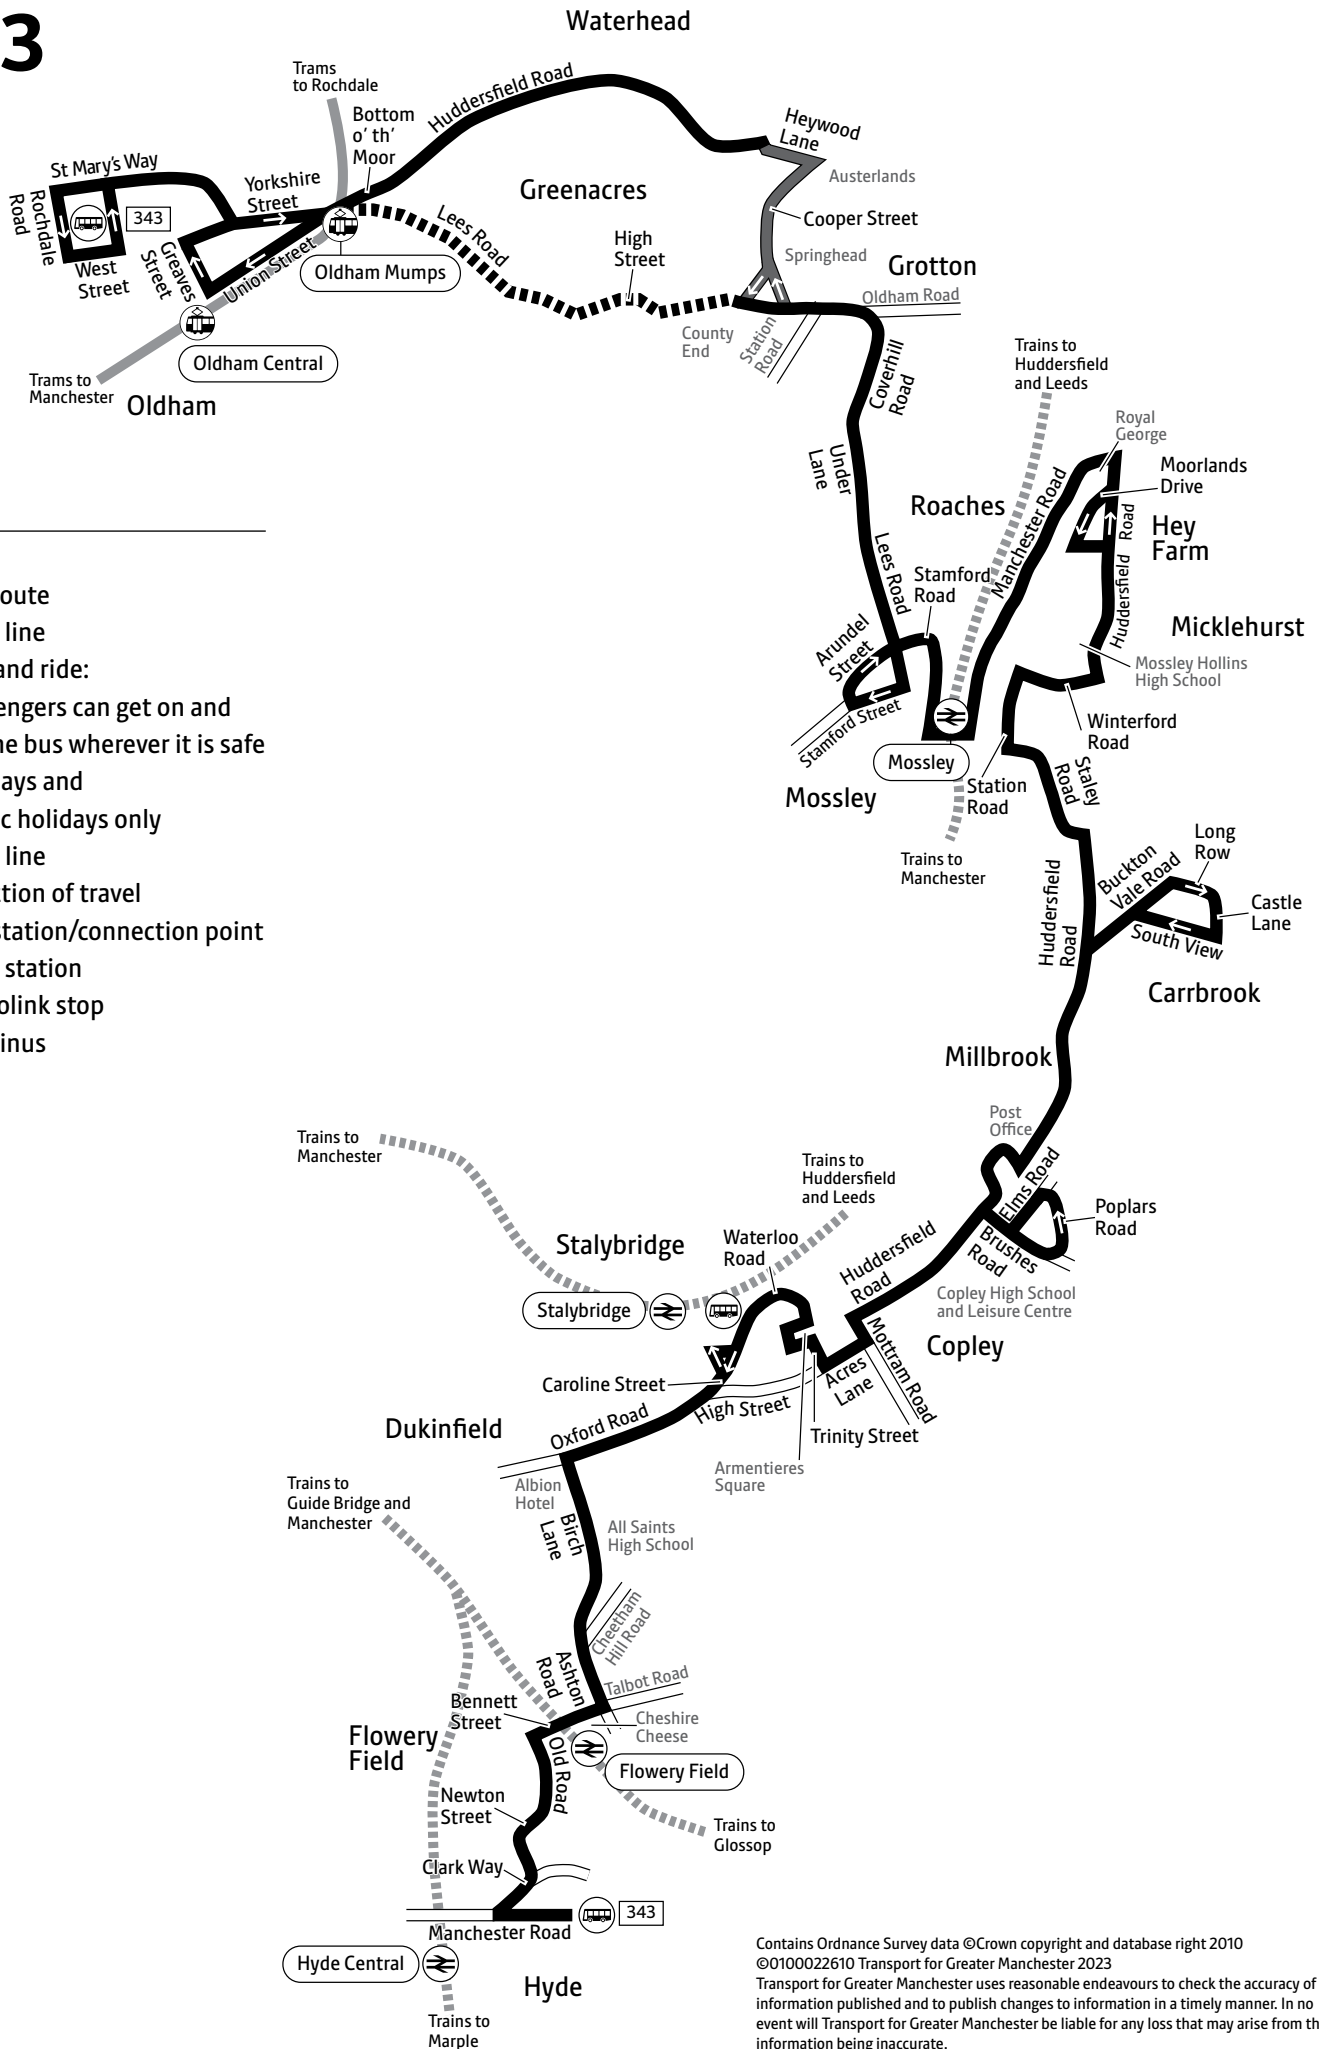 3
Waterhead
Trams
to Rochdale
Bottom
o' th'
Moor
Huddersfield Road
Heywood
Lane
St Mary's Way
Yorkshire
Street
Greenacres
Austerlands
Rochdale
Road
343
Lees Road
Cooper Street
West
Street
Greaves
Street
Union Street
Oldham Mumps
High
Street
Springhead
Grotton
Oldham Road
County
End
Station
Road
Oldham Central
Trams to
Manchester
Oldham
Coverhill
Road
Trains to
Huddersfield
and Leeds
Royal
George
Under
Lane
Moorlands
Drive
Roaches
Manchester Road
Hey
Farm
Huddersfield Road
Lees Road
Stamford
Road
Arundel
Street
Micklehurst
Mossley Hollins
High School
Stamford Street
Winterford
Road
Mossley
Mossley
Station
Road
Staley
Road
Trains to
Manchester
oute
line
and ride:
engers can get on and
he bus wherever it is safe
ays and
c holidays only
line
ction of travel
station/connection point
station
olink stop
inus
Long
Row
Buckton
Vale Road
Castle
Lane
Huddersfield
Road
South View
Carrbrook
Millbrook
Post
Office
Trains to
Manchester
Elms Road
Trains to
Huddersfield
and Leeds
Poplars
Road
Stalybridge
Waterloo
Road
Huddersfield
Road
Brushes
Road
Stalybridge
Copley High School
and Leisure Centre
Copley
Mottram Road
Caroline Street
Acres
Lane
High Street
Dukinfield
Oxford Road
Trinity Street
Armentieres
Square
Trains to
Guide Bridge and
Manchester
Albion
Hotel
Birch
Lane
All Saints
High School
Cheetham
Hill Road
Ashton
Road
Talbot Road
Bennett
Street
Cheshire
Cheese
Flowery
Field
Old Road
Flowery Field
Newton
Street
Trains to
Glossop
Clark Way
343
Manchester Road
Hyde Central
Hyde
Trains to
Marple
Contains Ordnance Survey data ©Crown copyright and database right 2010
©0100022610 Transport for Greater Manchester 2023
Transport for Greater Manchester uses reasonable endeavours to check the accuracy of
information published and to publish changes to information in a timely manner. In no
event will Transport for Greater Manchester be liable for any loss that may arise from th
information being inaccurate.